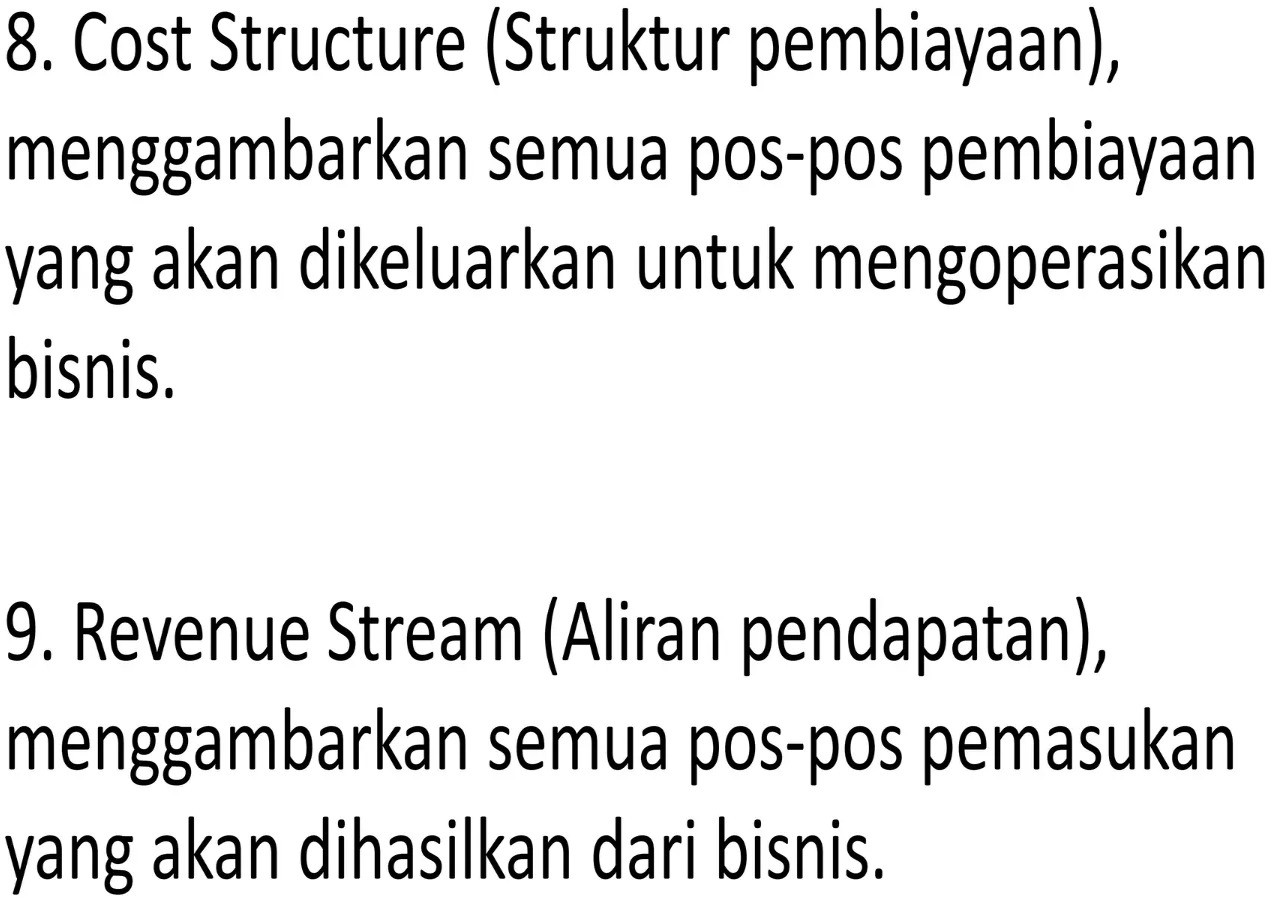 8. Cost Structure (Struktur pembiayaan),
menggambarkan semua pos-pos pembiayaan
yang akan dikeluarkan untuk mengoperasikan
bisnis.
9. Revenue Stream (Aliran pendapatan),
menggambarkan semua pos-pos pemasukan
yang akan dihasilkan dari bisnis.